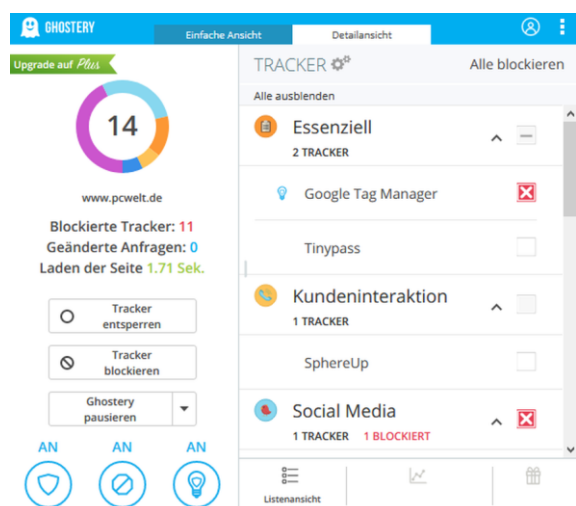 GHOSTERY
Einfache Ansicht
Detailansicht
Upgrade auf Plus
14
www.pcwelt.de
Blockierte Tracker: 11
Geänderte Anfragen: 0
Laden der Seite 1.71 Sek.
Tracker
entsperren
Tracker
blockieren
Ghostery
pausieren
AN AN AN
TRACKER
Alle blockieren
Alle ausblenden
Essenziell
2 TRACKER
Google Tag Manager
Tinypass
Kundeninteraktion
1 TRACKER
SphereUp
Social Media
1 TRACKER 1 BLOCKIERT
Listenansicht